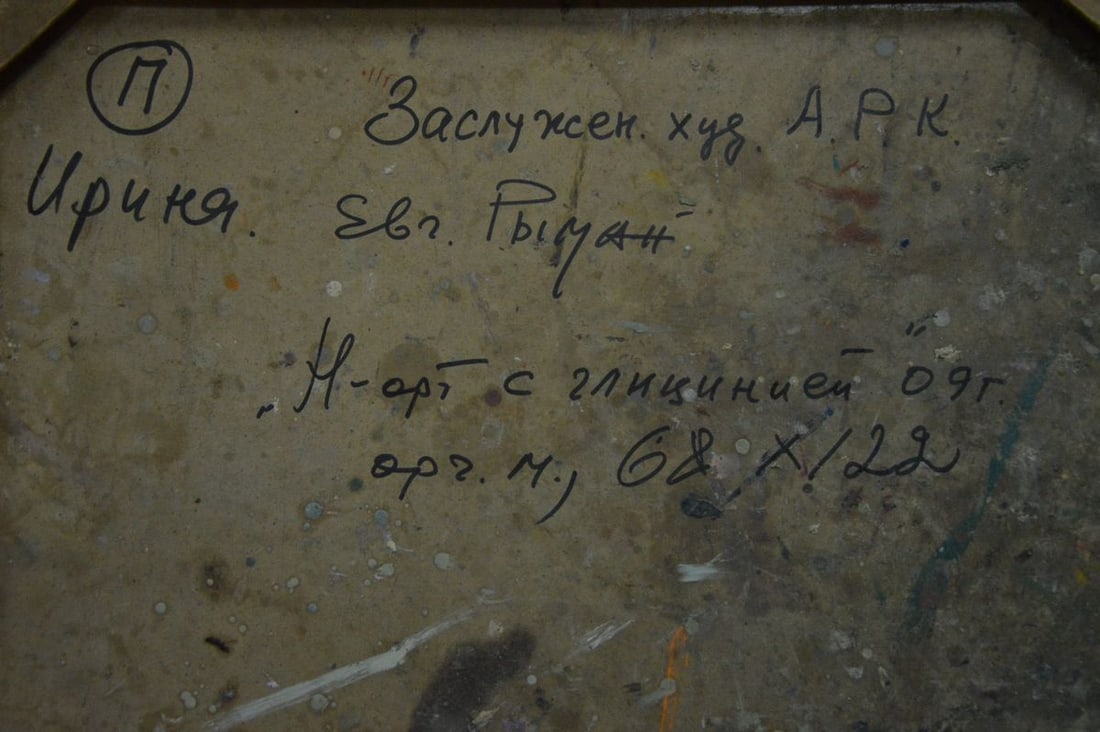 П
Заслужен. худ. А.Р.К.
Ирина. Евг. Рыман
„Н-орт с глицинией" 09г.
орг. м., 68 х 122